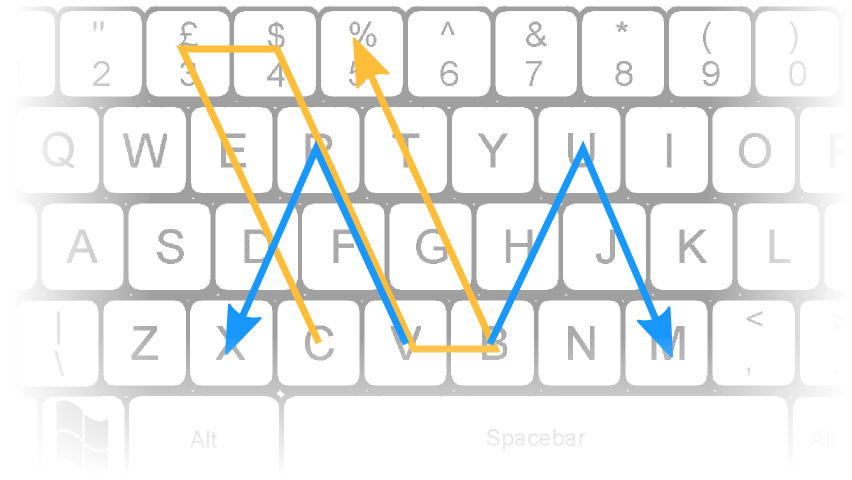 " £ $ % ^ & * ( )
2 3 4 5 6 7 8 9 0
Q W E R T Y U I O P
A S D F G H J K L
| <
\ Z X C V B N M ,
Alt Spacebar Alt